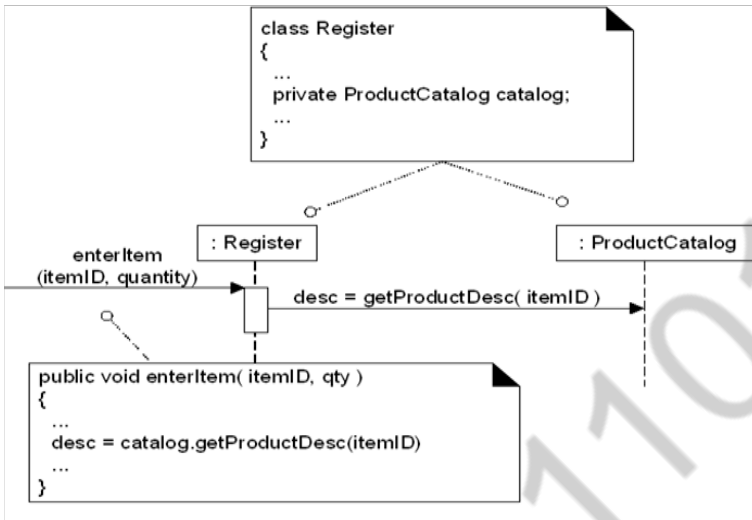 class Register
{
...
private ProductCatalog catalog;
...
}
: Register
: ProductCatalog
enterItem
(itemID, quantity)
desc = getProductDesc( itemID )
public void enterItem( itemID, qty )
{
...
desc = catalog.getProductDesc(itemID)
...
}